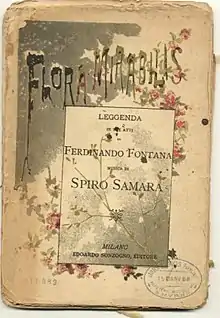 FLORA MIRABILIS
LEGGENDA
IN TRE ATTI
DI
FERDINANDO FONTANA
MUSICA DI
SPIRO SAMARA
MILANO
EDOARDO SONZOGNO, EDITORE